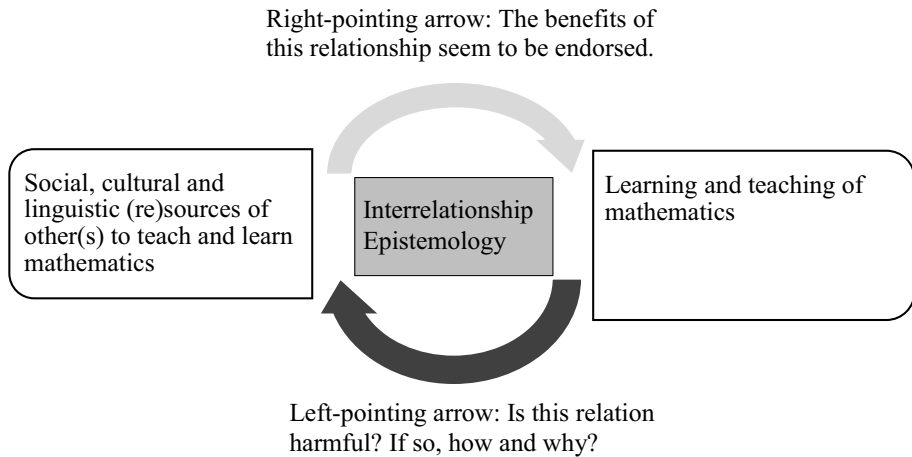 Right-pointing arrow: The benefits of
this relationship seem to be endorsed.
Social, cultural and
linguistic (re)sources of
other(s) to teach and learn
mathematics
Interrelationship
Epistemology
Learning and teaching of
mathematics
Left-pointing arrow: Is this relation
harmful? If so, how and why?